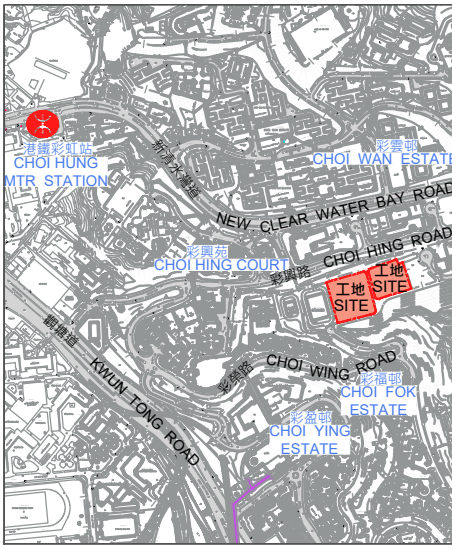 港鐵彩虹站
CHOI HUNG
MTR STATION
新清水灣道
彩雲邨
CHOI WAN ESTATE
NEW CLEAR WATER BAY ROAD
彩興苑
CHOI HING COURT
彩興路
CHOI HING ROAD
工地
SITE
工地
SITE
觀塘道
KWUN TONG ROAD
彩榮路
CHOI WING ROAD
彩福邨
CHOI FOK
ESTATE
彩盈邨
CHOI YING
ESTATE